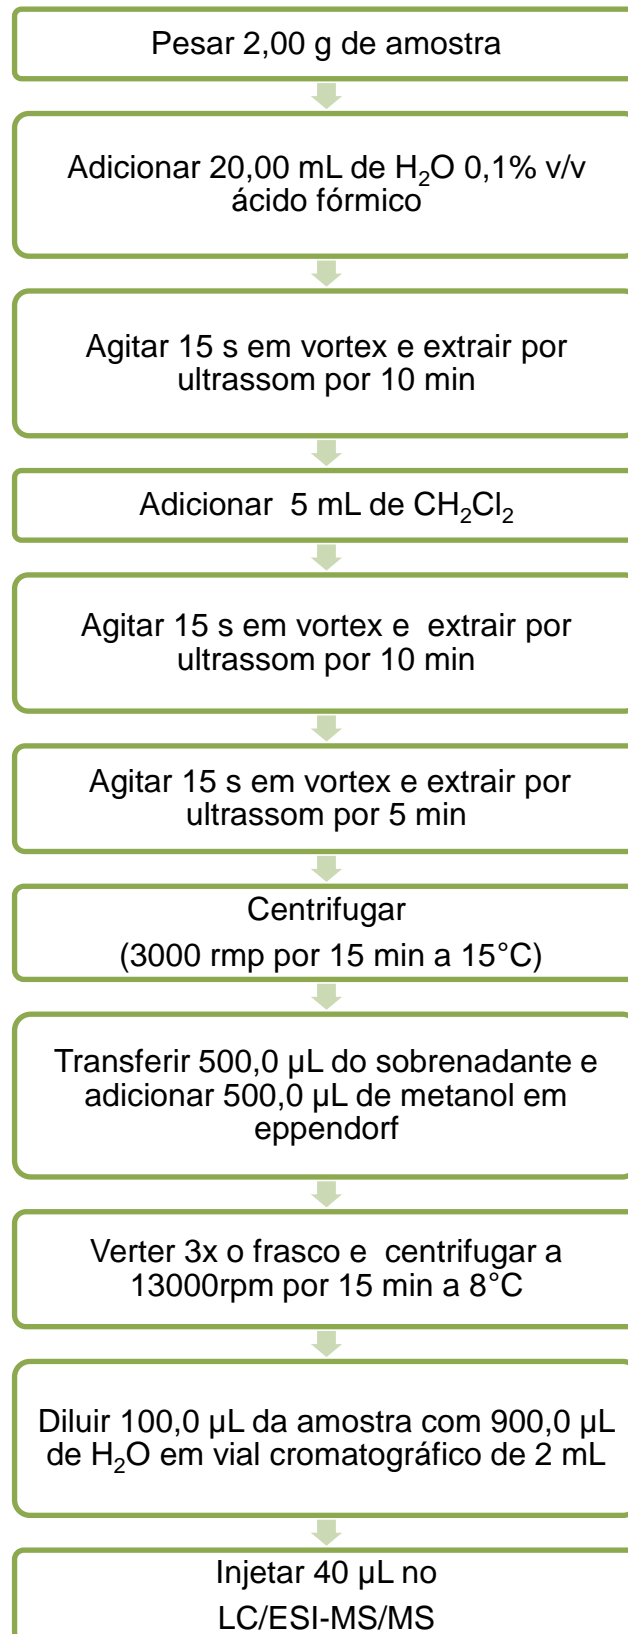 Pesar 2,00 g de amostra
Adicionar 20,00 mL de H₂O 0,1% v/v
ácido fórmico
Agitar 15 s em vortex e extrair por
ultrassom por 10 min
Adicionar 5 mL de CH₂Cl₂
Agitar 15 s em vortex e extrair por
ultrassom por 10 min
Agitar 15 s em vortex e extrair por
ultrassom por 5 min
Centrifugar
(3000 rmp por 15 min a 15°C)
Transferir 500,0 µL do sobrenadante e
adicionar 500,0 µL de metanol em
eppendorf
Verter 3x o frasco e centrifugar a
13000rpm por 15 min a 8°C
Diluir 100,0 µL da amostra com 900,0 µL
de H₂O em vial cromatográfico de 2 mL
Injetar 40 µL no
LC/ESI-MS/MS